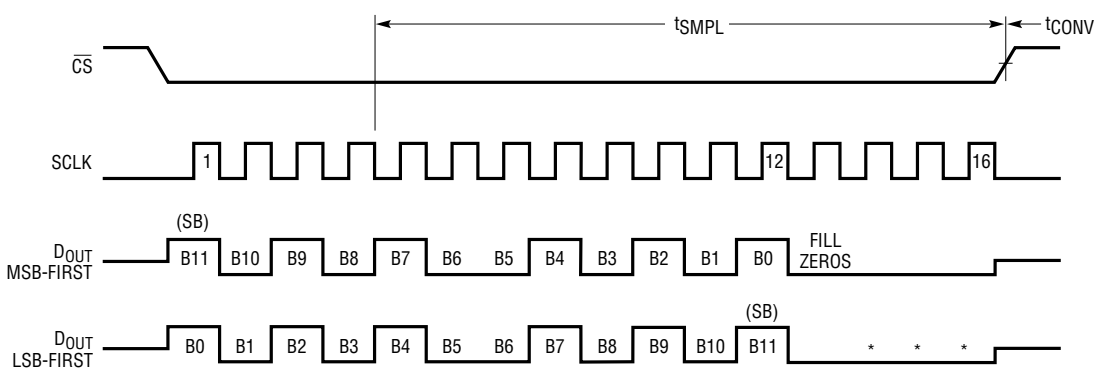 tSMPL tCONV
CS
SCLK 1 12 16
(SB)
DOUT
MSB-FIRST B11 B10 B9 B8 B7 B6 B5 B4 B3 B2 B1 B0 FILL
ZEROS
(SB)
DOUT
LSB-FIRST B0 B1 B2 B3 B4 B5 B6 B7 B8 B9 B10 B11 * * *